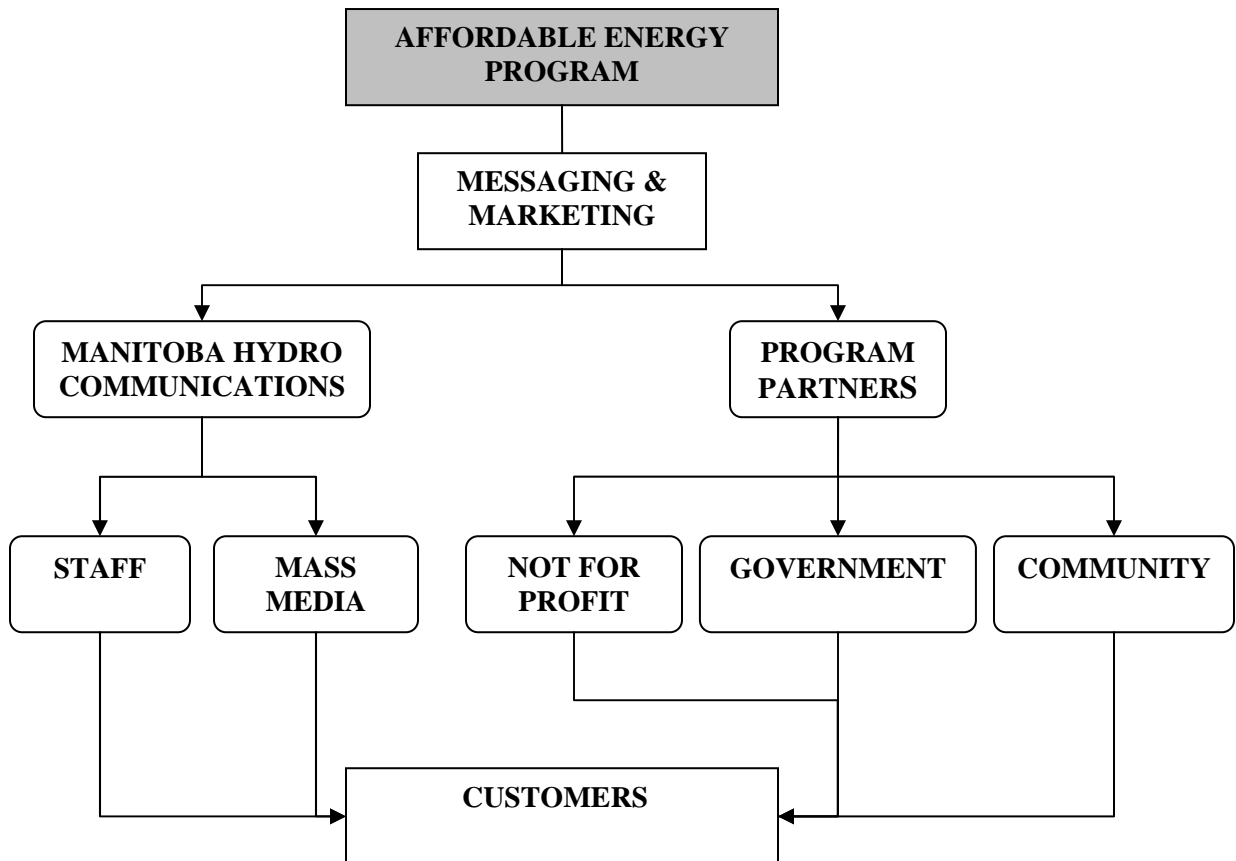 AFFORDABLE ENERGY
PROGRAM
MESSAGING &
MARKETING
MANITOBA HYDRO
COMMUNICATIONS
PROGRAM
PARTNERS
STAFF
MASS
MEDIA
NOT FOR
PROFIT
GOVERNMENT
COMMUNITY
CUSTOMERS